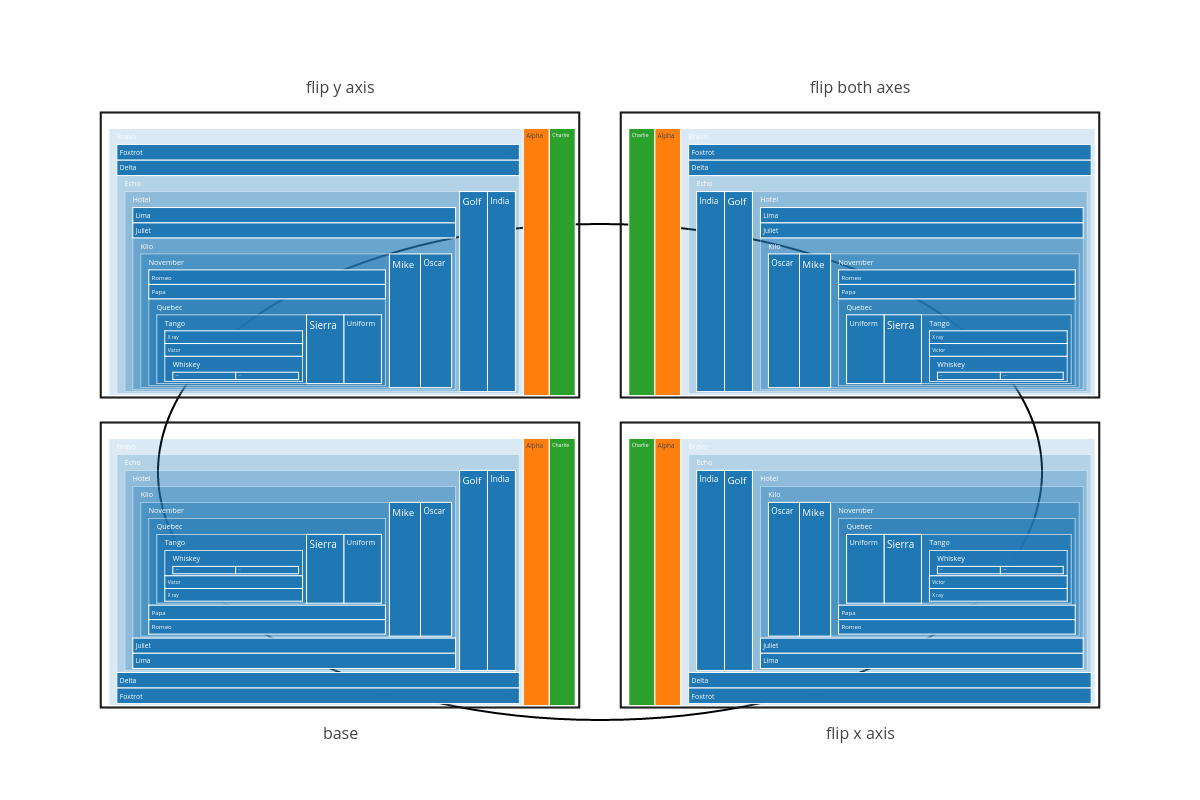 flip y axis
flip both axes
Bravo
Alpha
Charlie
Foxtrot
Delta
Echo
Hotel
Golf
India
Lima
Juliet
Kilo
Mike
Oscar
November
Romeo
Papa
Quebec
Tango
Sierra
Uniform
X ray
Victor
Whiskey
Charlie
Alpha
Bravo
Foxtrot
Delta
Echo
India
Golf
Hotel
Lima
Juliet
Kilo
Oscar
Mike
November
Romeo
Papa
Quebec
Uniform
Sierra
Tango
X ray
Victor
Whiskey
Bravo
Alpha
Charlie
Echo
Hotel
Golf
India
Kilo
November
Mike
Oscar
Quebec
Tango
Sierra
Uniform
Whiskey
Victor
X ray
Papa
Romeo
Juliet
Lima
Delta
Foxtrot
Charlie
Alpha
Bravo
Echo
India
Golf
Hotel
Kilo
Oscar
Mike
November
Quebec
Uniform
Sierra
Tango
Whiskey
Victor
X ray
Papa
Romeo
Juliet
Lima
Delta
Foxtrot
base
flip x axis